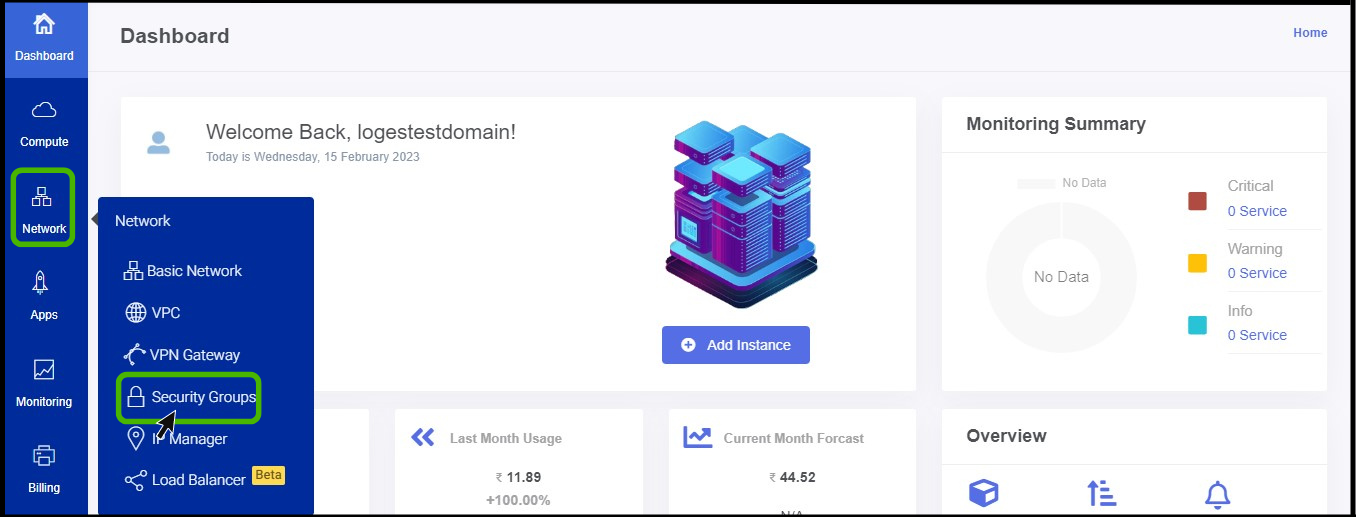 Dashboard
Home
Dashboard
Compute
Network
Apps
Monitoring
Billing
Network
Basic Network
VPC
VPN Gateway
Security Groups
IP Manager
Load Balancer Beta
Welcome Back, logestestdomain!
Today is Wednesday, 15 February 2023
Add Instance
Monitoring Summary
No Data
No Data
Critical
0 Service
Warning
0 Service
Info
0 Service
Last Month Usage
₹ 11.89
+100.00%
Current Month Forcast
₹ 44.52
N/A
Overview